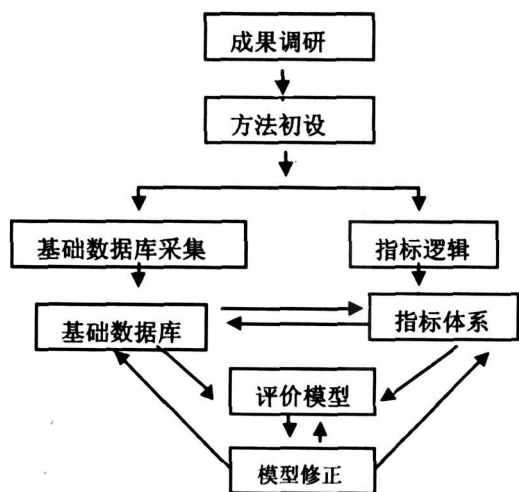 成果调研
方法初设
基础数据库采集
指标逻辑
基础数据库
指标体系
评价模型
模型修正